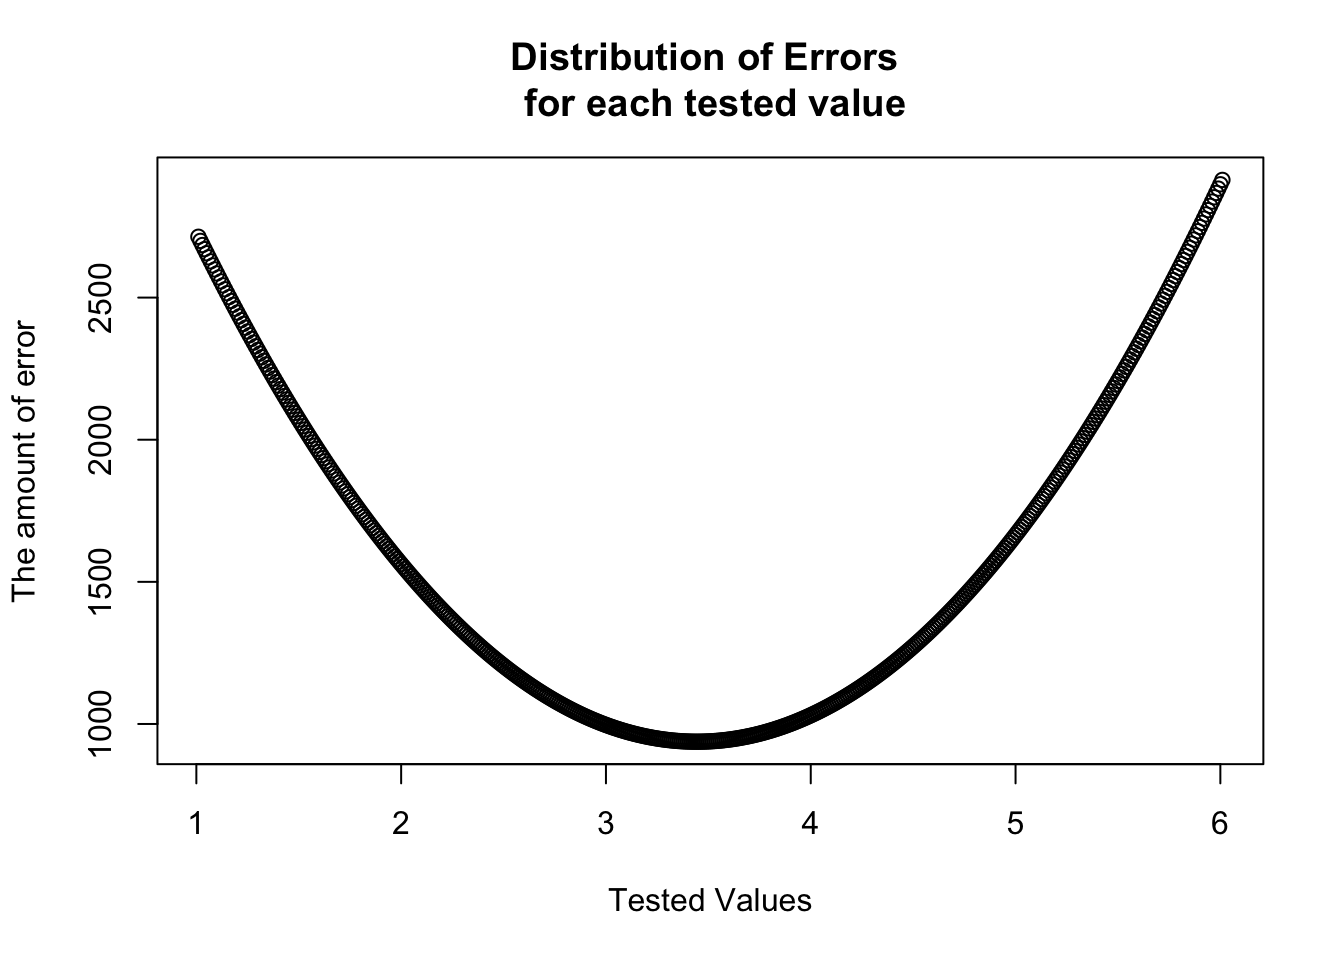 Distribution of Errors
for each tested value
The amount of error
2500
2000
1500
1000
1 2 3 4 5 6
Tested Values